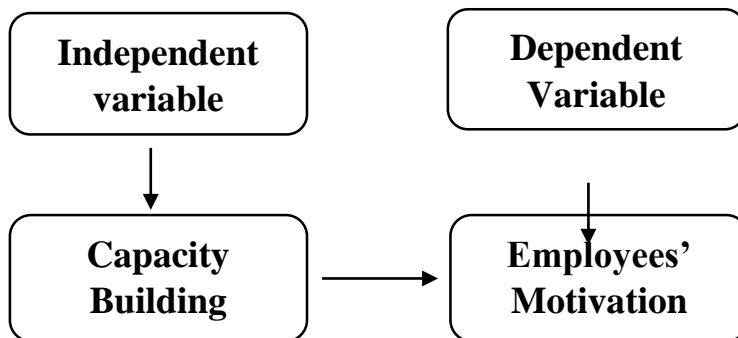 Independent
variable
Dependent
Variable
Capacity
Building
Employees’
Motivation